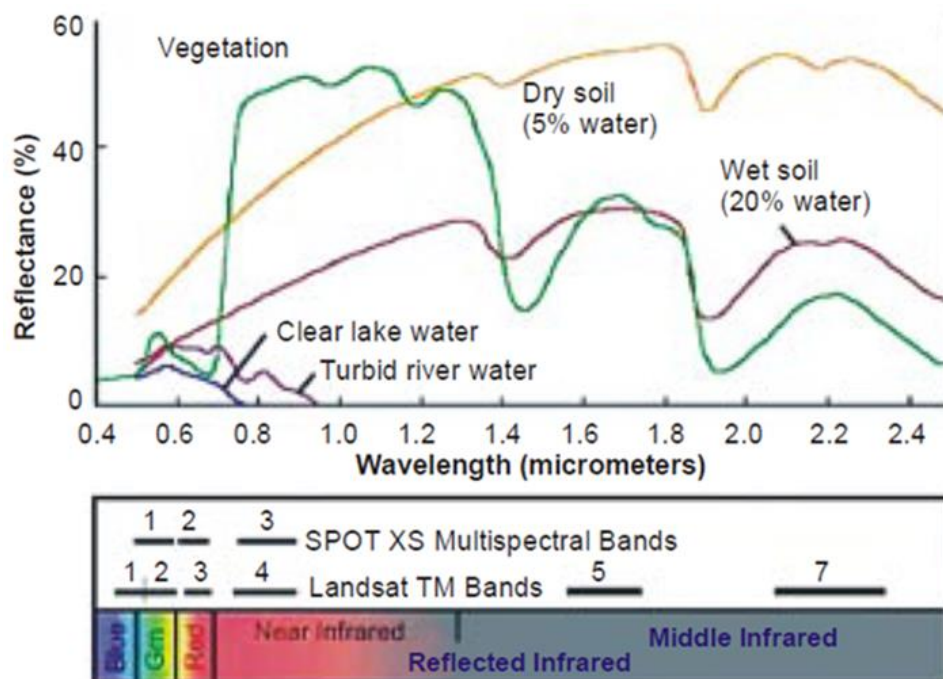 60
Vegetation
Dry soil
(5% water)
40
Wet soil
(20% water)
Reflectance (%)
20
Clear lake water
Turbid river water
0
0.4 0.6 0.8 1.0 1.2 1.4 1.6 1.8 2.0 2.2 2.4
Wavelength (micrometers)
1 2 3 SPOT XS Multispectral Bands
1 2 3 4 Landsat TM Bands 5 7
Blue Grn Red Near Infrared Middle Infrared
Reflected Infrared